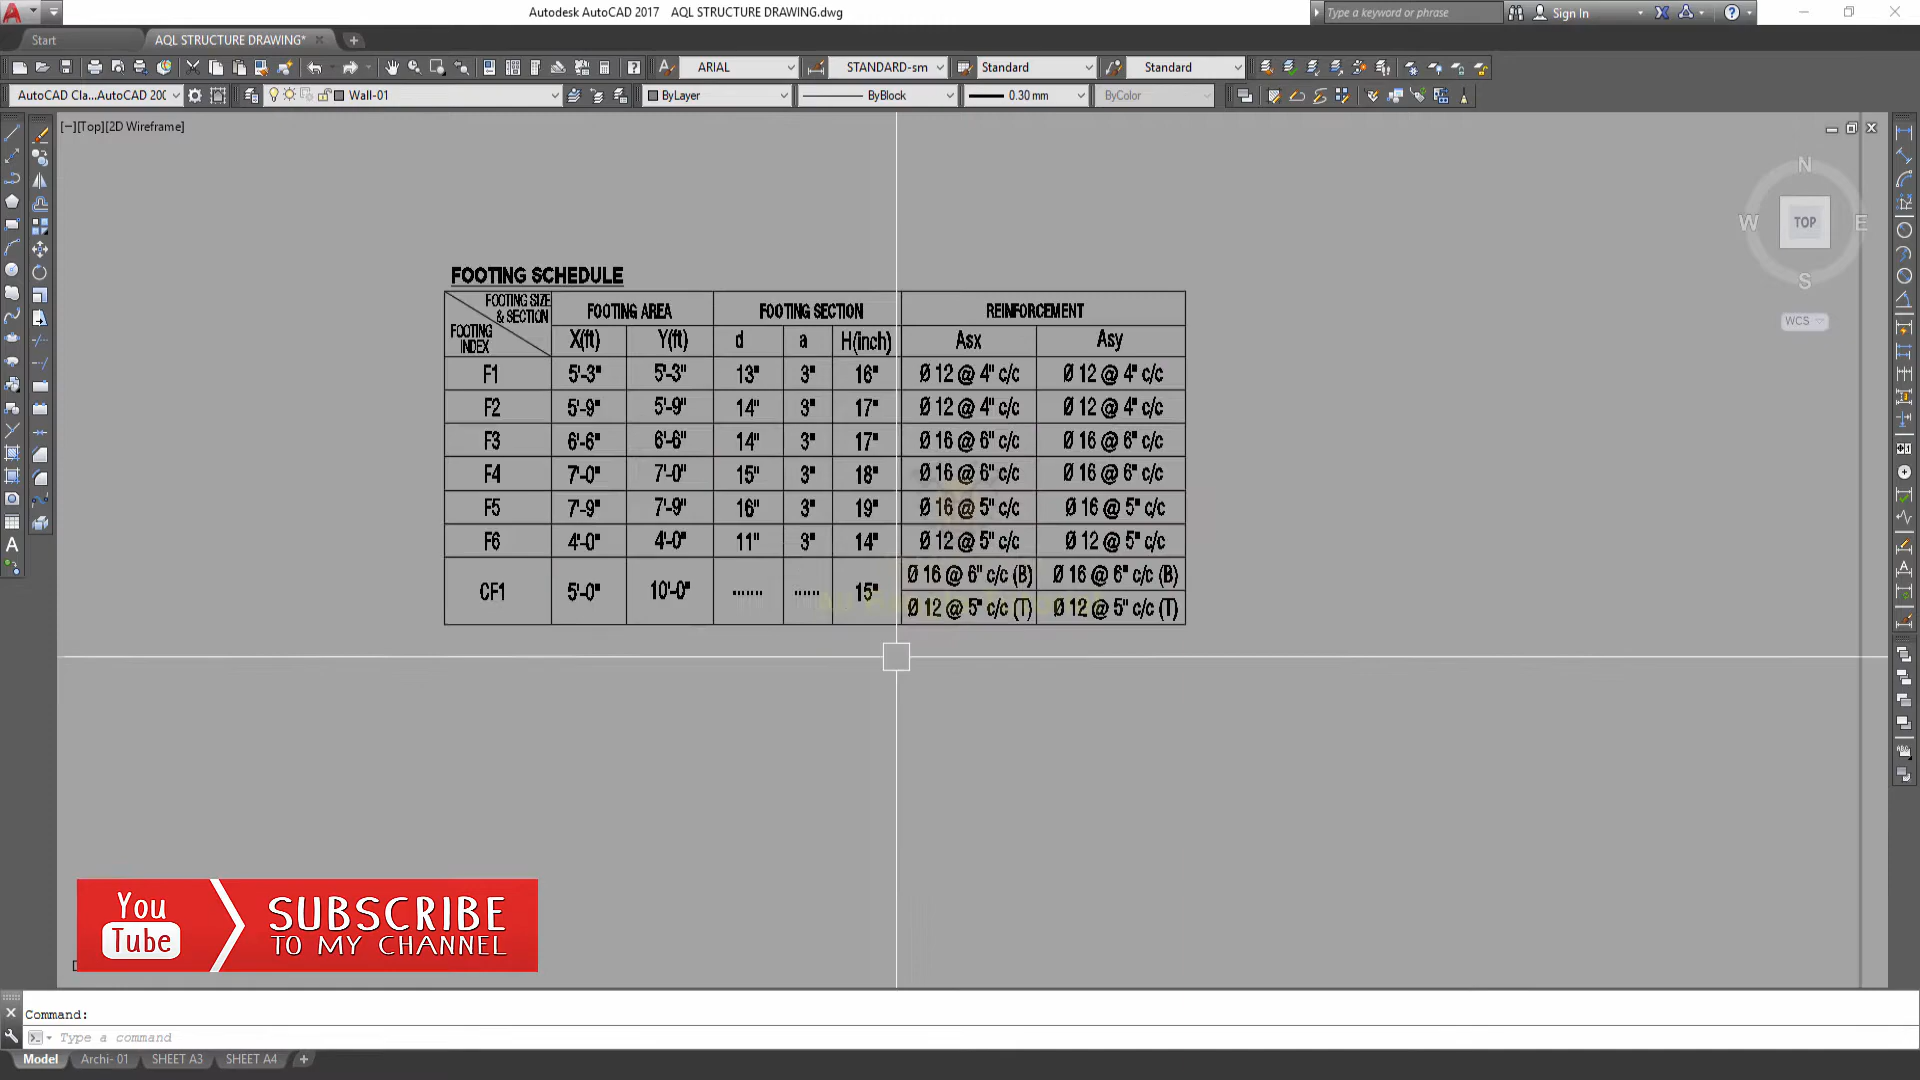 Autodesk AutoCAD 2017 AQL STRUCTURE DRAWING.dwg
Type a keyword or phrase
Sign In
Start
AQL STRUCTURE DRAWING*
ARIAL
STANDARD-sm
Standard
Standard
AutoCAD Cla...AutoCAD 200
Wall-01
ByLayer
ByBlock
0.30 mm
ByColor
[−][Top][2D Wireframe]
N
W TOP E
S
WCS
FOOTING SCHEDULE
FOOTING SIZE & SECTION
FOOTING INDEX
FOOTING AREA FOOTING SECTION REINFORCEMENT
X(ft) Y(ft) d a H(inch) Asx Asy
F1 5'-3" 5'-3" 13" 3" 16" Ø 12 @ 4" c/c Ø 12 @ 4" c/c
F2 5'-9" 5'-9" 14" 3" 17" Ø 12 @ 4" c/c Ø 12 @ 4" c/c
F3 6'-6" 6'-6" 14" 3" 17" Ø 16 @ 6" c/c Ø 16 @ 6" c/c
F4 7'-0" 7'-0" 15" 3" 18" Ø 16 @ 6" c/c Ø 16 @ 6" c/c
F5 7'-9" 7'-9" 16" 3" 19" Ø 16 @ 5" c/c Ø 16 @ 5" c/c
F6 4'-0" 4'-0" 11" 3" 14" Ø 12 @ 5" c/c Ø 12 @ 5" c/c
CF1 5'-0" 10'-0" ....... ...... 15" Ø 16 @ 6" c/c (B) Ø 16 @ 6" c/c (B)
Ø 12 @ 5" c/c (T) Ø 12 @ 5" c/c (T)
You Tube
SUBSCRIBE
TO MY CHANNEL
Command:
Type a command
Model Archi- 01 SHEET A3 SHEET A4 +